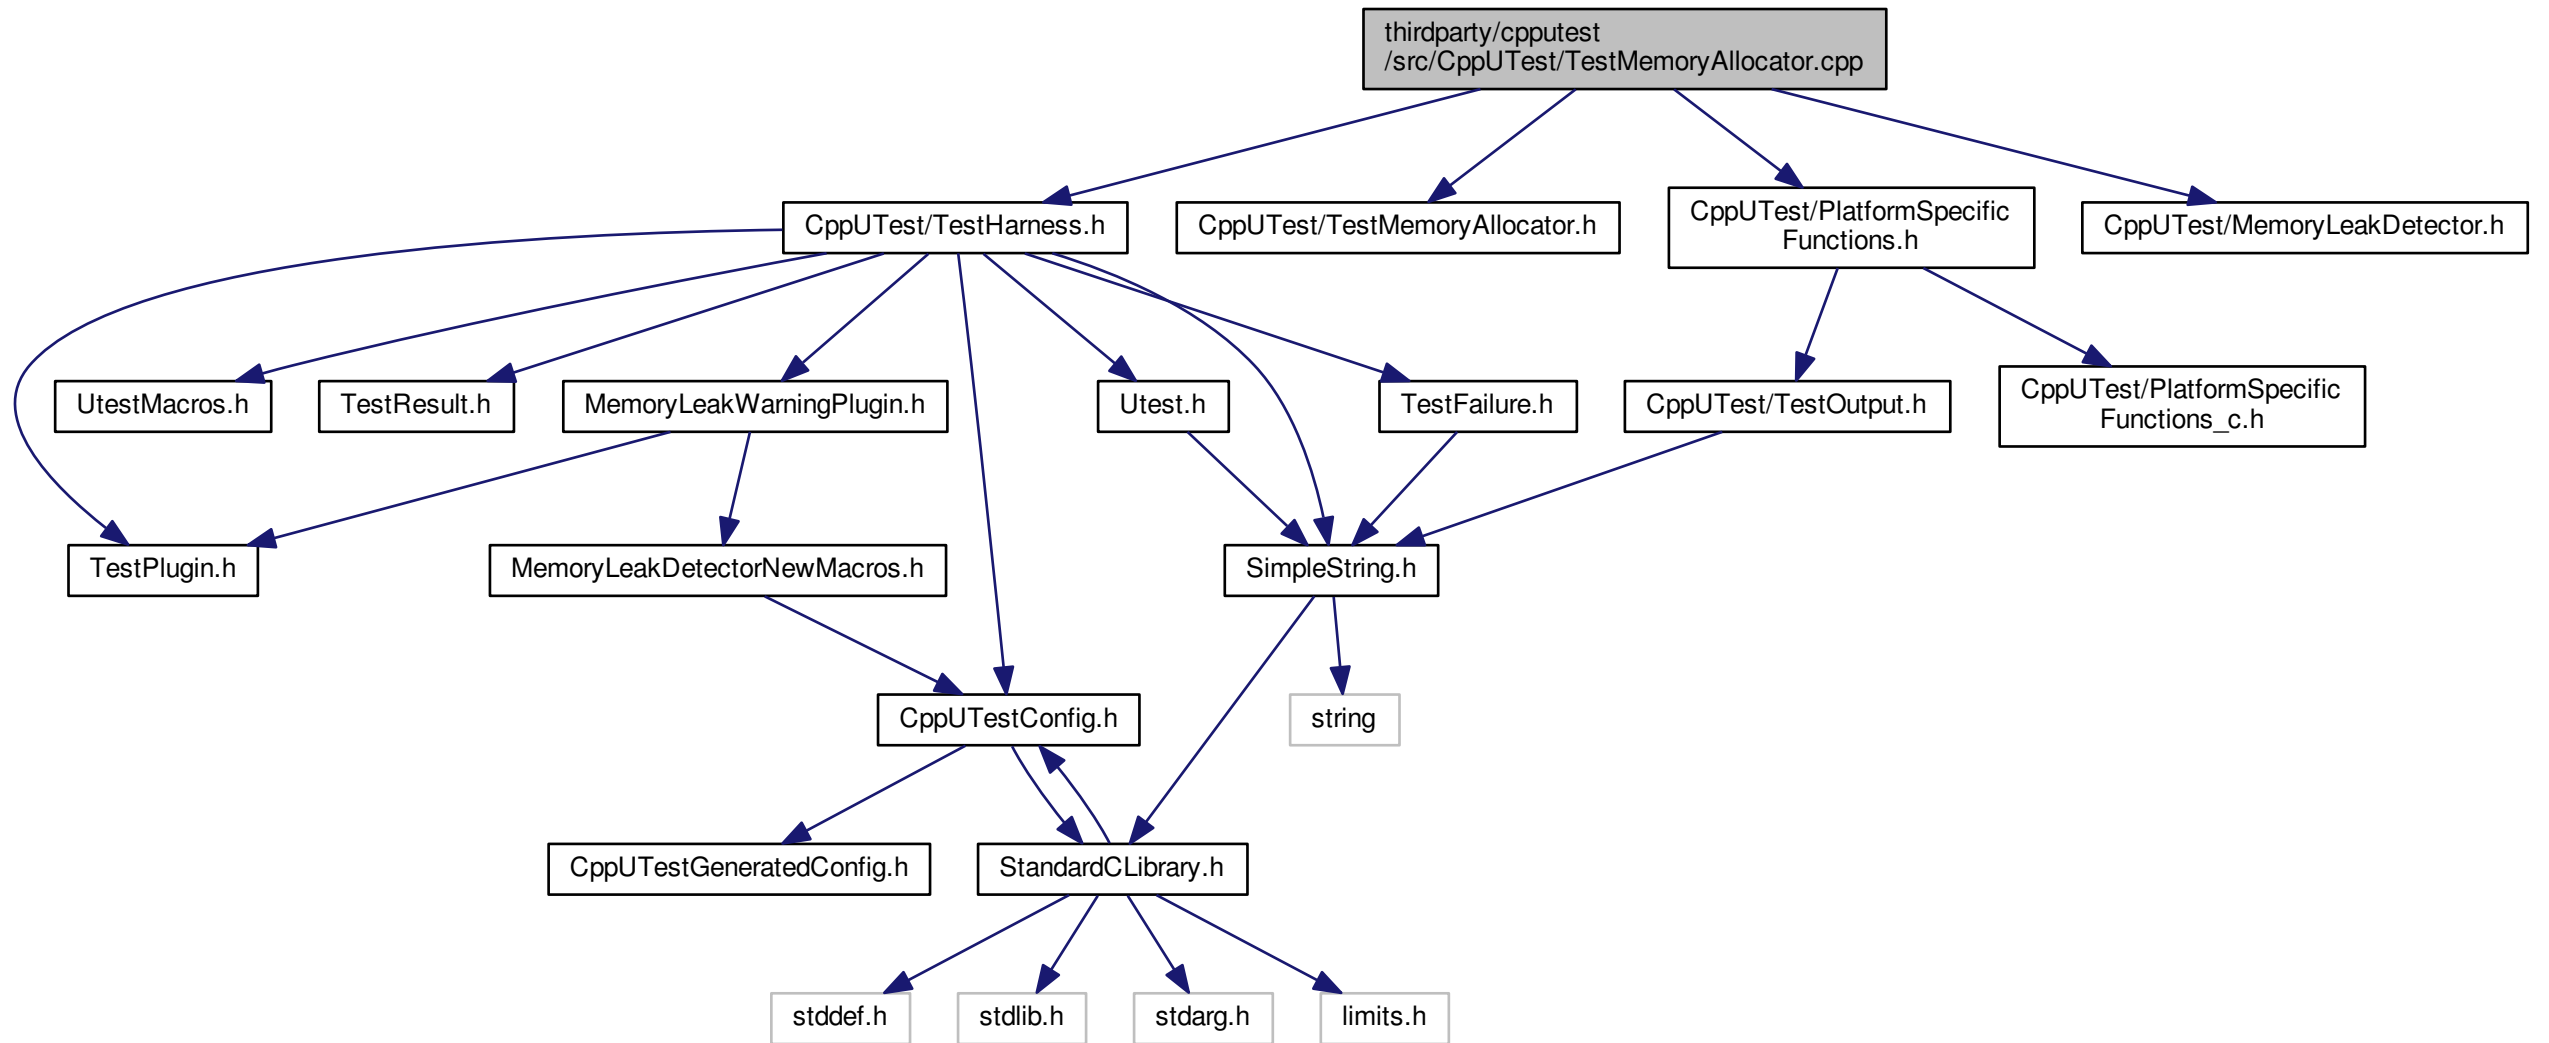 thirdparty/cpputest
/src/CppUTest/TestMemoryAllocator.cpp
CppUTest/TestHarness.h
CppUTest/TestMemoryAllocator.h
CppUTest/PlatformSpecific
Functions.h
CppUTest/MemoryLeakDetector.h
UtestMacros.h
TestResult.h
MemoryLeakWarningPlugin.h
Utest.h
TestFailure.h
CppUTest/TestOutput.h
CppUTest/PlatformSpecific
Functions_c.h
TestPlugin.h
MemoryLeakDetectorNewMacros.h
SimpleString.h
CppUTestConfig.h
string
CppUTestGeneratedConfig.h
StandardCLibrary.h
stddef.h
stdlib.h
stdarg.h
limits.h